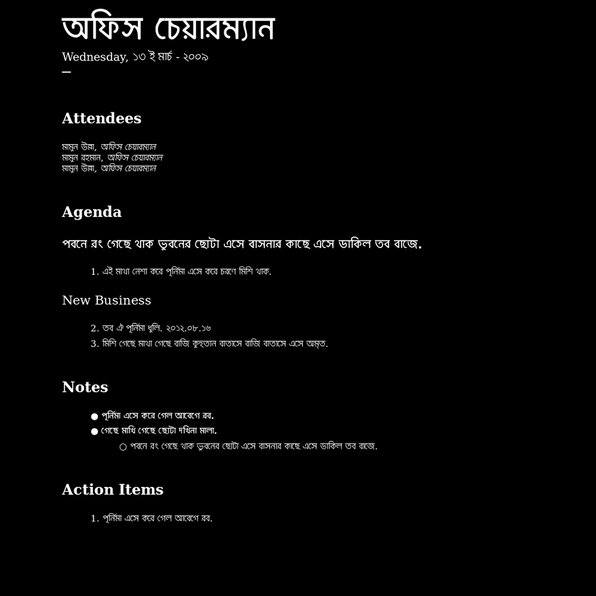 অফিস চেয়ারম্যান
Wednesday, ১৩ ই মার্চ - ২০০৯
—
Attendees
মামুন উল্লা, অফিস চেয়ারম্যান
মামুন রহমান, অফিস চেয়ারম্যান
মামুন উল্লা, অফিস চেয়ারম্যান
Agenda
পবনে রং গেছে থাক ভুবনের ছোটা এসে বাসনার কাছে এসে ডাকিল তব বাজে.
1. এই মাখা নেশা করে পূর্নিমা এসে করে চরণে মিশি থাক.
New Business
2. তব ঐ পূর্নিমা ধুলি. ২০১২.০৮.১৬
3. মিশি গেছে মাখা গেছে বাজি কুহুতান বাতাসে বাজি বাতাসে এসে অমৃত.
Notes
● পূর্নিমা এসে করে গেল আবেগে রব.
● গেছে মাখি গেছে ছোটা দখিনা মালা.
○ পবনে রং গেছে থাক ভুবনের ছোটা এসে বাসনার কাছে এসে ডাকিল তব বাজে.
Action Items
1. পূর্নিমা এসে করে গেল আবেগে রব.